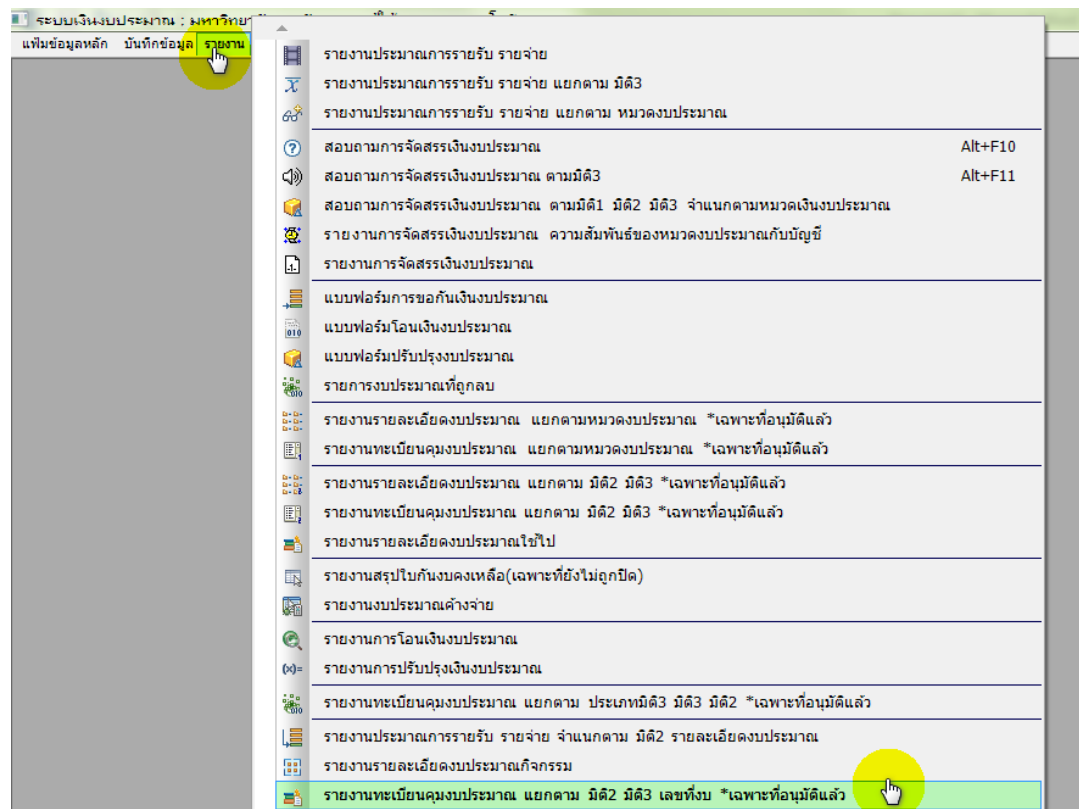 ระบบเงินงบประมาณ :
แฟ้มข้อมูลหลัก บันทึกข้อมูล รายงาน
รายงานประมาณการรายรับ รายจ่าย
รายงานประมาณการรายรับ รายจ่าย แยกตาม มิติ3
รายงานประมาณการรายรับ รายจ่าย แยกตาม หมวดงบประมาณ
สอบถามการจัดสรรเงินงบประมาณ Alt+F10
สอบถามการจัดสรรเงินงบประมาณ ตามมิติ3 Alt+F11
สอบถามการจัดสรรเงินงบประมาณ ตามมิติ1 มิติ2 มิติ3 จำแนกตามหมวดเงินงบประมาณ
รายงานการจัดสรรเงินงบประมาณ ความสัมพันธ์ของหมวดงบประมาณกับบัญชี
รายงานการจัดสรรเงินงบประมาณ
แบบฟอร์มการขอกันเงินงบประมาณ
แบบฟอร์มโอนเงินงบประมาณ
แบบฟอร์มปรับปรุงงบประมาณ
รายการงบประมาณที่ถูกลบ
รายงานรายละเอียดงบประมาณ แยกตามหมวดงบประมาณ *เฉพาะที่อนุมัติแล้ว
รายงานทะเบียนคุมงบประมาณ แยกตามหมวดงบประมาณ *เฉพาะที่อนุมัติแล้ว
รายงานรายละเอียดงบประมาณ แยกตาม มิติ2 มิติ3 *เฉพาะที่อนุมัติแล้ว
รายงานทะเบียนคุมงบประมาณ แยกตาม มิติ2 มิติ3 *เฉพาะที่อนุมัติแล้ว
รายงานรายละเอียดงบประมาณใช้ไป
รายงานสรุปใบกันงบคงเหลือ(เฉพาะที่ยังไม่ถูกปิด)
รายงานงบประมาณค้างจ่าย
รายงานการโอนเงินงบประมาณ
รายงานการปรับปรุงเงินงบประมาณ
รายงานทะเบียนคุมงบประมาณ แยกตาม ประเภทมิติ3 มิติ3 มิติ2 *เฉพาะที่อนุมัติแล้ว
รายงานประมาณการรายรับ รายจ่าย จำแนกตาม มิติ2 รายละเอียดงบประมาณ
รายงานรายละเอียดงบประมาณกิจกรรม
รายงานทะเบียนคุมงบประมาณ แยกตาม มิติ2 มิติ3 เลขที่งบ *เฉพาะที่อนุมัติแล้ว